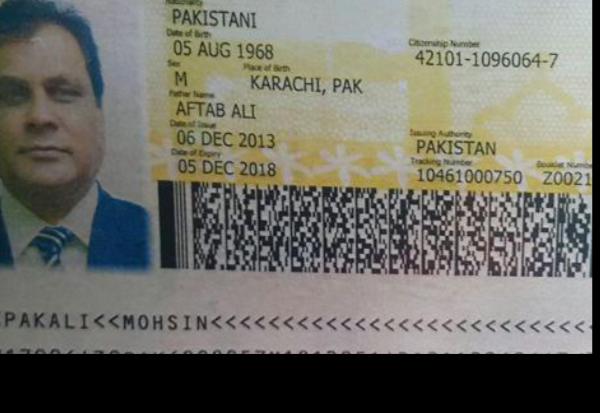 Nationality
PAKISTANI
Date of Birth
05 AUG 1968
Citizenship Number
42101-1096064-7
Sex
M
Place of Birth
KARACHI, PAK
Father Name
AFTAB ALI
Date of Issue
06 DEC 2013
Issuing Authority
PAKISTAN
Date of Expiry
05 DEC 2018
Tracking Number
10461000750
Booklet Numbe
Z0021
PAKALI<<MOHSIN<<<<<<<<<<<<<<<<<<<<<<<<<